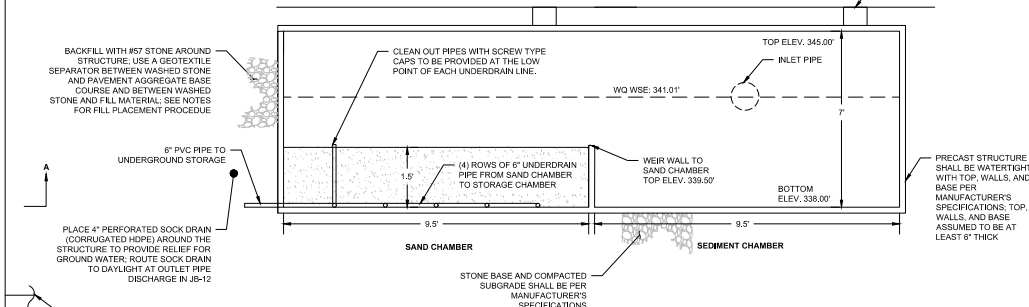 TOP ELEV. 345.00'
INLET PIPE
BACKFILL WITH #57 STONE AROUND
STRUCTURE; USE A GEOTEXTILE
SEPARATOR BETWEEN WASHED STONE
AND PAVEMENT AGGREGATE BASE
COURSE AND BETWEEN WASHED
STONE AND FILL MATERIAL; SEE NOTES
FOR FILL PLACEMENT PROCEDUE
CLEAN OUT PIPES WITH SCREW TYPE
CAPS TO BE PROVIDED AT THE LOW
POINT OF EACH UNDERDRAIN LINE.
WQ WSE: 341.01'
7'
6" PVC PIPE TO
UNDERGROUND STORAGE
A
1.5'
(4) ROWS OF 6" UNDERDRAIN
PIPE FROM SAND CHAMBER
TO STORAGE CHAMBER
WEIR WALL TO
SAND CHAMBER
TOP ELEV. 339.50'
BOTTOM
ELEV. 338.00'
PRECAST STRUCTURE
SHALL BE WATERTIGHT
WITH TOP, WALLS, AND
BASE PER
MANUFACTURER'S
SPECIFICATIONS; TOP,
WALLS, AND BASE
ASSUMED TO BE AT
LEAST 6" THICK
9.5'
9.5'
SAND CHAMBER
SEDIMENT CHAMBER
PLACE 4" PERFORATED SOCK DRAIN
(CORRUGATED HDPE) AROUND THE
STRUCTURE TO PROVIDE RELIEF FOR
GROUND WATER; ROUTE SOCK DRAIN
TO DAYLIGHT AT OUTLET PIPE
DISCHARGE IN JB-12
STONE BASE AND COMPACTED
SUBGRADE SHALL BE PER
MANUFACTURER'S
SPECIFICATIONS